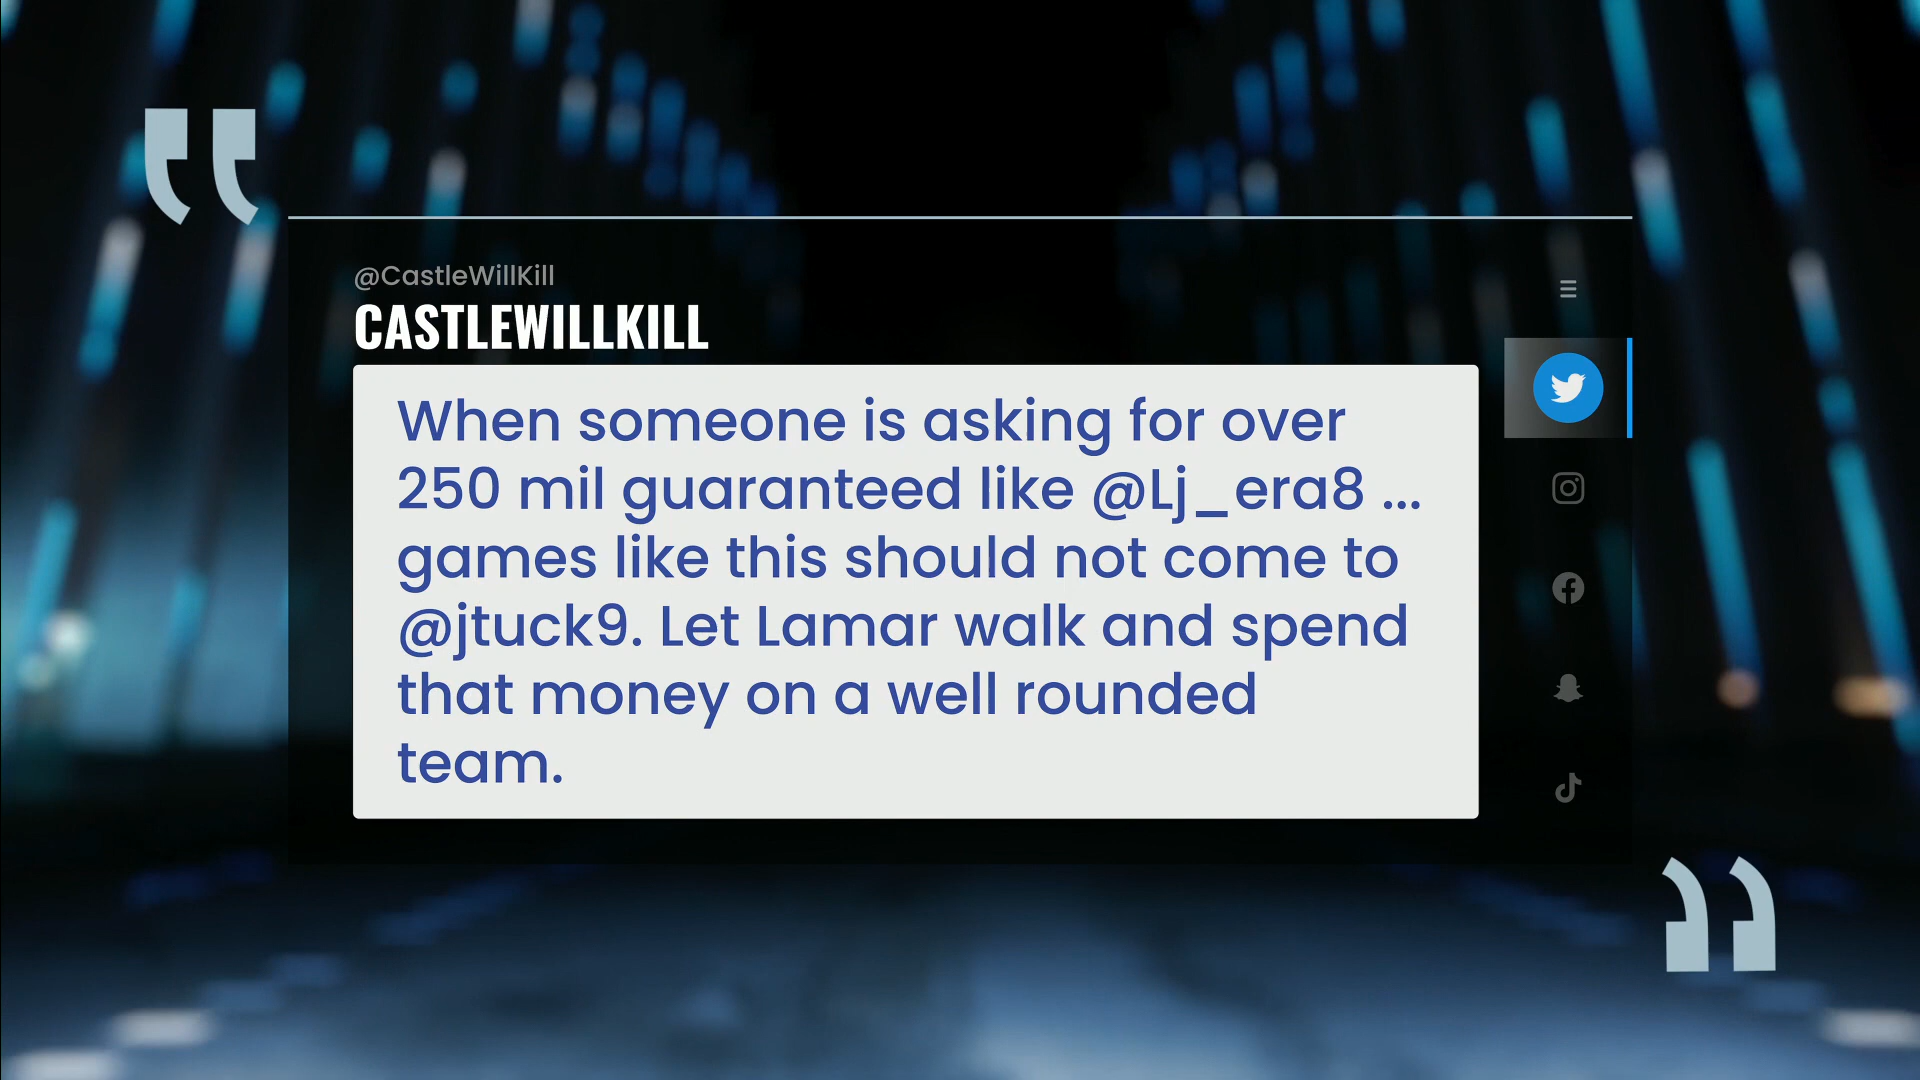 @CastleWillKill
CASTLEWILLKILL
When someone is asking for over
250 mil guaranteed like @Lj_era8 ...
games like this should not come to
@jtuck9. Let Lamar walk and spend
that money on a well rounded
team.